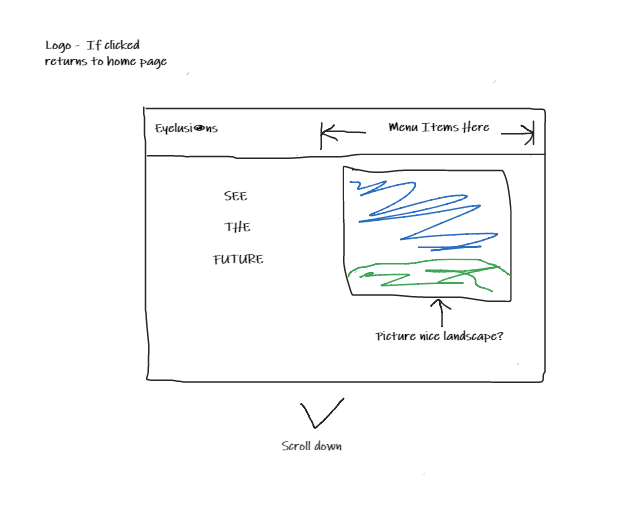 Logo - If clicked
returns to home page
Eyelusions
Menu Items Here
SEE
THE
FUTURE
Picture nice landscape?
Scroll down